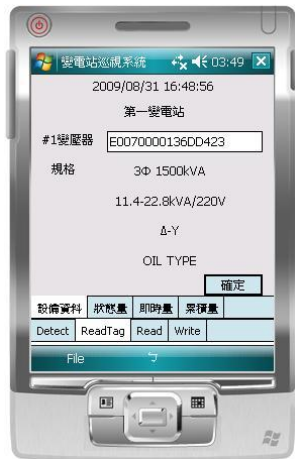 變電站巡視系統 03:49
2009/08/31 16:48:56
第一變電站
#1變壓器 E0070000136DD423
規格 3Φ 1500kVA
11.4-22.8kVA/220V
Δ-Y
OIL TYPE
確定
設備資料 狀態量 即時量 累積量
Detect ReadTag Read Write
File